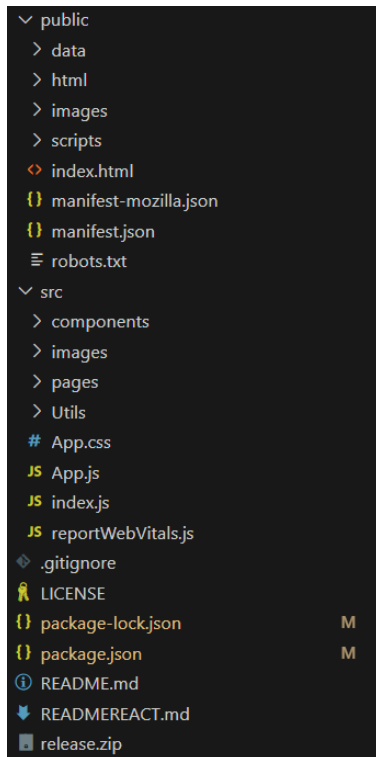 public
data
html
images
scripts
index.html
manifest-mozilla.json
manifest.json
robots.txt
src
components
images
pages
Utils
App.css
App.js
index.js
reportWebVitals.js
.gitignore
LICENSE
package-lock.json M
package.json M
README.md
READMEREACT.md
release.zip